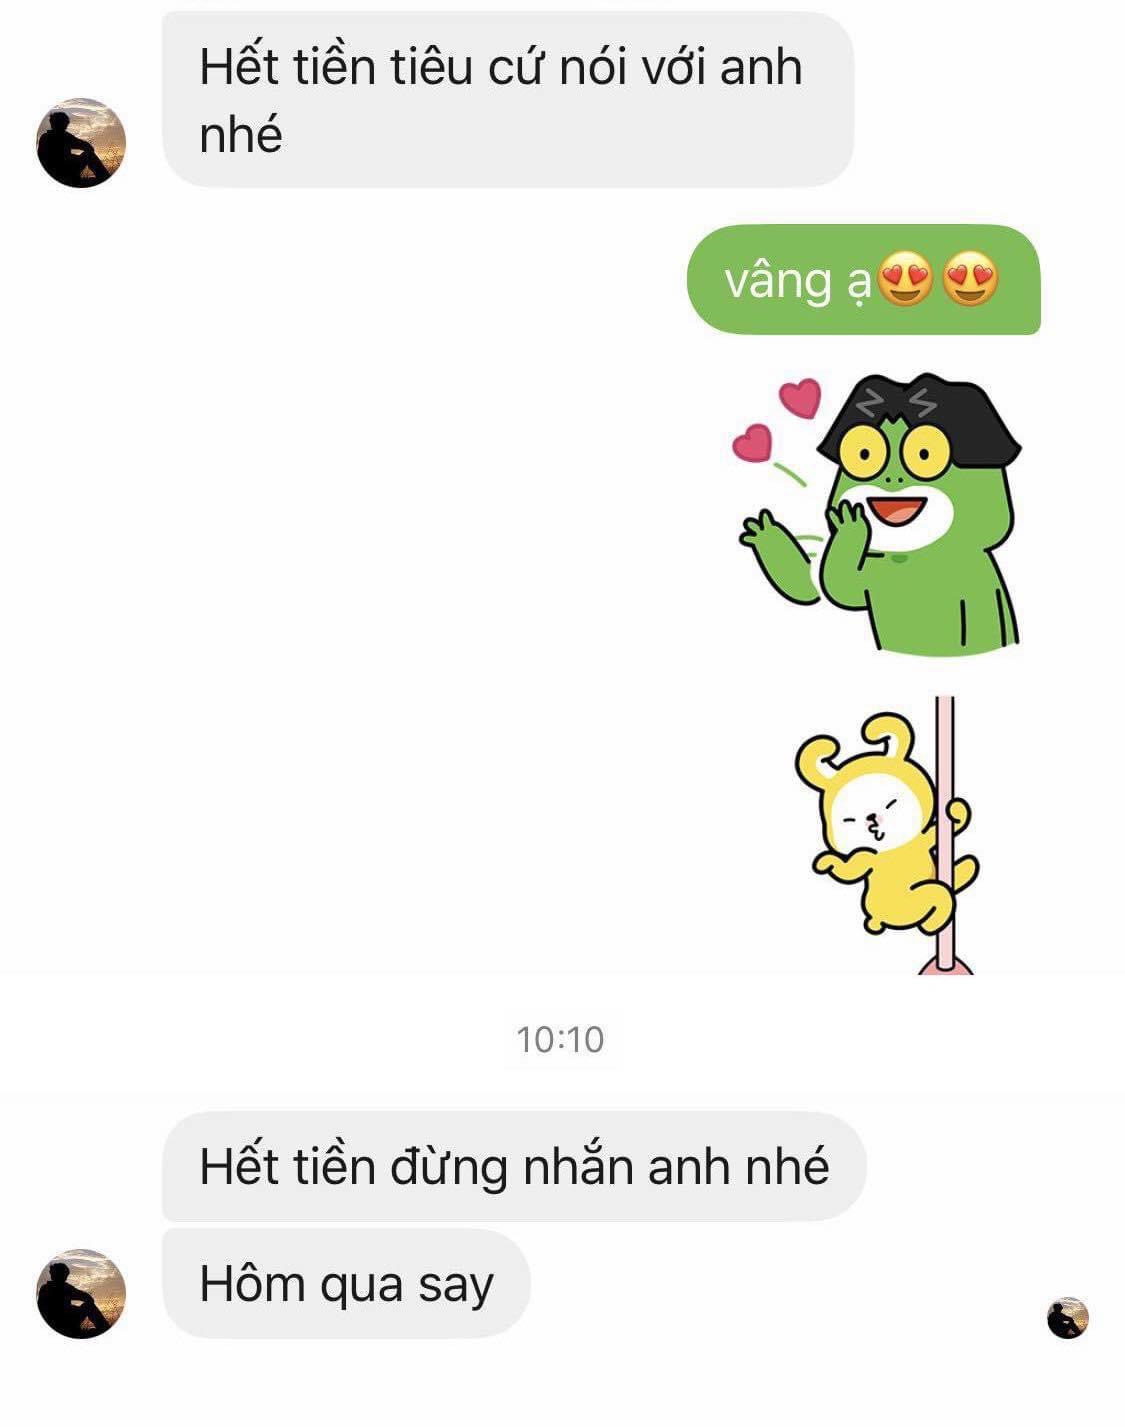 Hết tiền tiêu cứ nói với anh
nhé
vâng ạ😍😍
10:10
Hết tiền đừng nhắn anh nhé
Hôm qua say